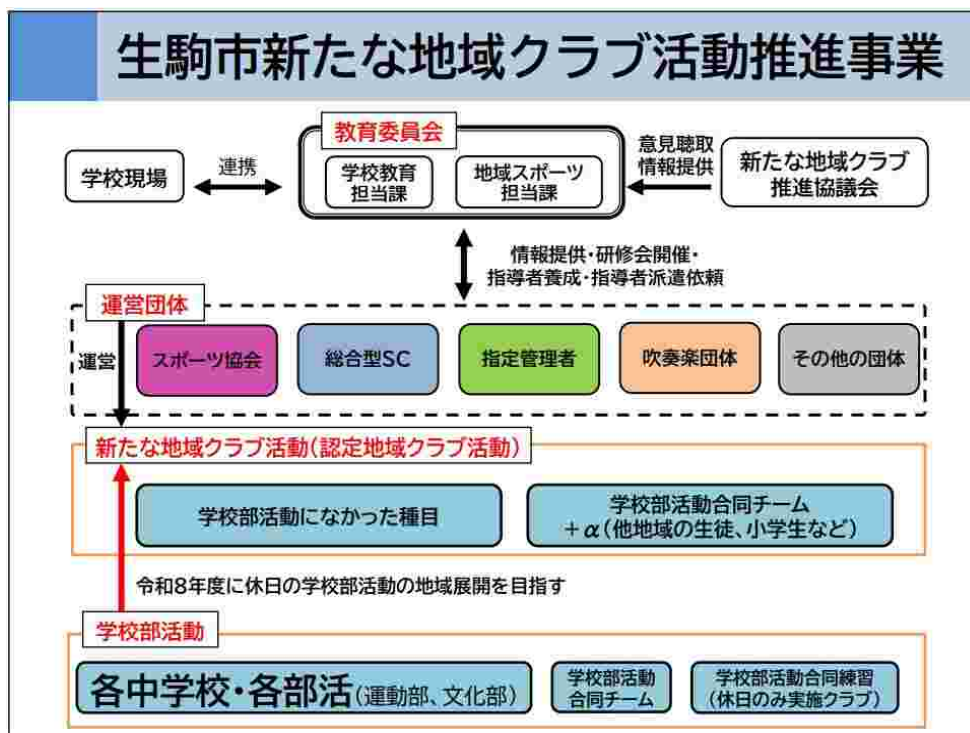 生駒市新たな地域クラブ活動推進事業
教育委員会
学校現場
連携
学校教育
担当課
地域スポーツ
担当課
意見聴取
情報提供
新たな地域クラブ
推進協議会
情報提供・研修会開催・
指導者養成・指導者派遣依頼
運営団体
運営
スポーツ協会
総合型SC
指定管理者
吹奏楽団体
その他の団体
新たな地域クラブ活動(認定地域クラブ活動)
学校部活動になかった種目
学校部活動合同チーム
+α(他地域の生徒、小学生など)
令和8年度に休日の学校部活動の地域展開を目指す
学校部活動
各中学校・各部活(運動部、文化部)
学校部活動
合同チーム
学校部活動合同練習
(休日のみ実施クラブ)